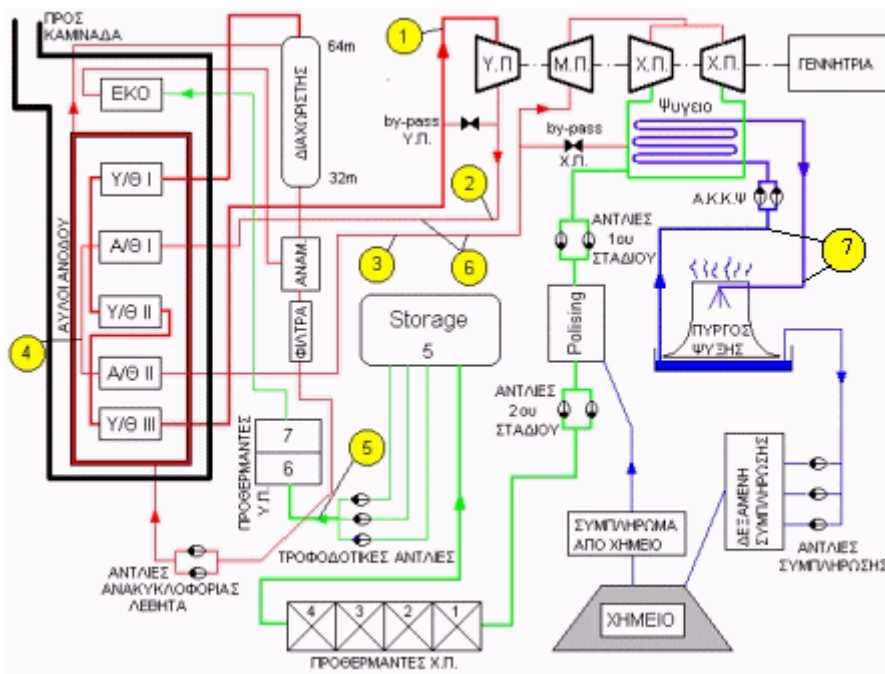 ΠΡΟΣ
ΚΑΜΙΝΑΔΑ
ΕΚΟ
ΑΥΛΟΙ ΑΝΟΔΟΥ
Υ/Θ Ι
Α/Θ Ι
Υ/Θ ΙΙ
Α/Θ ΙΙ
Υ/Θ ΙΙΙ
4
64m
ΔΙΑΧΩΡΙΣΤΗΣ
32m
ΑΝΑΜ.
ΦΙΛΤΡΑ
1
Υ.Π
Μ.Π.
Χ.Π.
Χ.Π.
ΓΕΝΝΗΤΡΙΑ
by-pass
Υ.Π.
by-pass
Χ.Π.
Ψυγειο
Α.Κ.Κ.Ψ
2
3
6
7
ΑΝΤΛΙΕΣ
1ου
ΣΤΑΔΙΟΥ
Storage
5
Polising
ΠΥΡΓΟΣ
ΨΥΞΗΣ
ΑΝΤΛΙΕΣ
2ου
ΣΤΑΔΙΟΥ
ΠΡΟΘΕΡΜΑΝΤΕΣ
Υ.Π.
7
6
5
ΤΡΟΦΟΔΟΤΙΚΕΣ ΑΝΤΛΙΕΣ
ΑΝΤΛΙΕΣ
ΑΝΑΚΥΚΛΟΦΟΡΙΑΣ
ΛΕΒΗΤΑ
4
3
2
1
ΠΡΟΘΕΡΜΑΝΤΕΣ Χ.Π.
ΣΥΜΠΛΗΡΩΜΑ
ΑΠΟ ΧΗΜΕΙΟ
ΧΗΜΕΙΟ
ΔΕΞΑΜΕΝΗ
ΣΥΜΠΛΗΡΩΣΗΣ
ΑΝΤΛΙΕΣ
ΣΥΜΠΛΗΡΩΣΗΣ